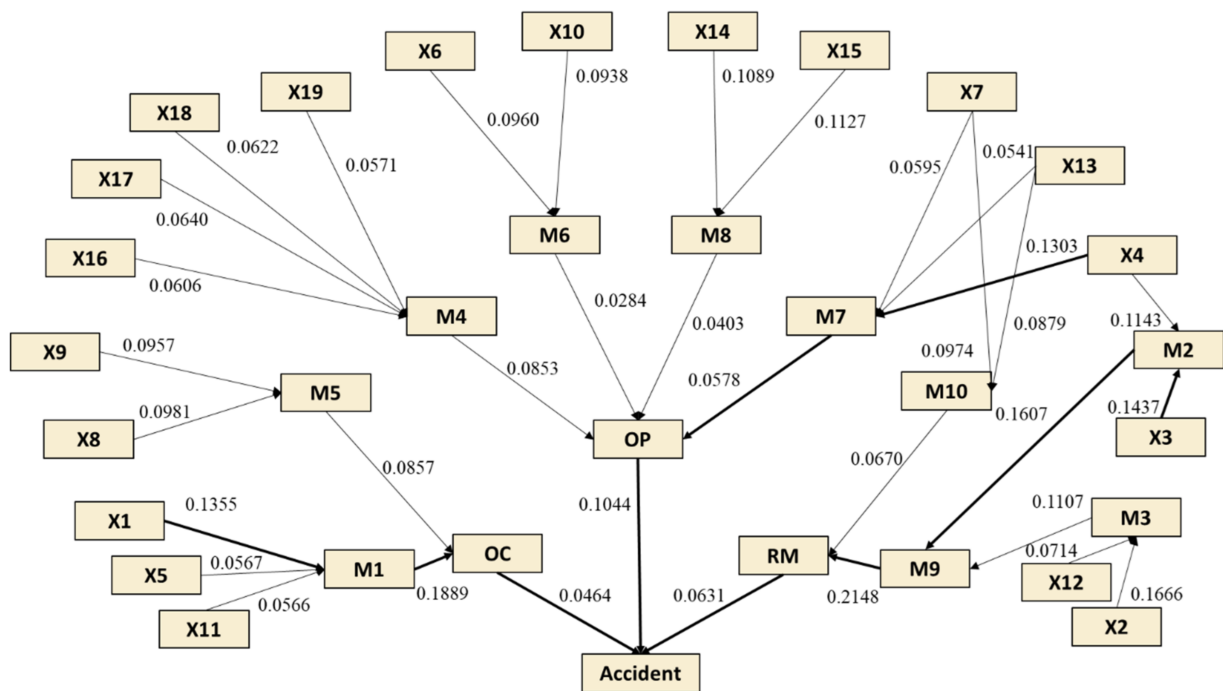 X10
X14
X6
X15
0.0938
0.1089
X19
X7
X18
0.0960
0.1127
0.0622
0.0571
0.0595
0.0541
X13
X17
0.0640
M6
M8
X16
0.1303
X4
0.0606
0.0284
M4
M7
0.0403
0.0879
0.1143
X9
0.0957
M2
0.0853
0.0974
0.0578
M5
M10
0.0981
0.1607
0.1437
X8
OP
X3
0.0857
0.0670
0.1355
0.1044
0.1107
X1
M3
OC
RM
0.0714
0.0567
X5
M1
M9
X12
0.1889
0.0464
0.0631
0.2148
0.1666
0.0566
X11
X2
Accident